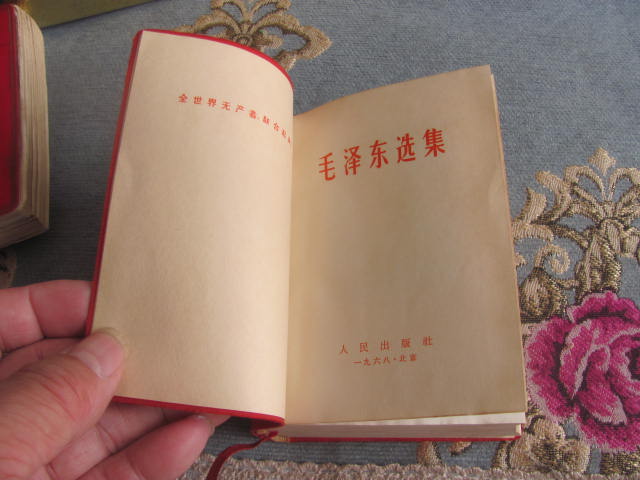 全世界无产者，联合起来
毛泽东选集
人民出版社
一九六八·北京